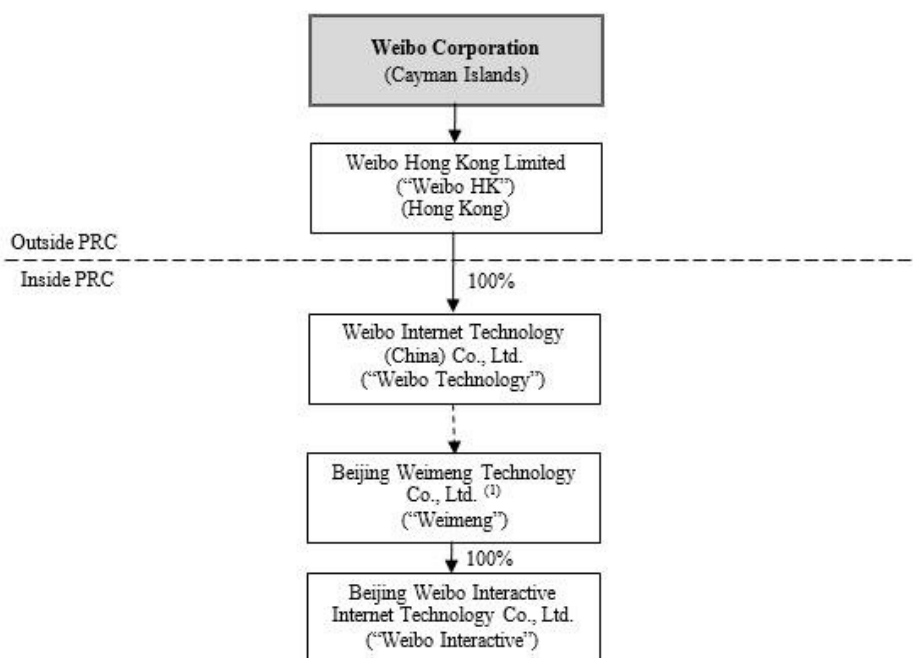 Weibo Corporation
(Cayman Islands)
Weibo Hong Kong Limited
(“Weibo HK”)
(Hong Kong)
Outside PRC
Inside PRC
100%
Weibo Internet Technology
(China) Co., Ltd.
(“Weibo Technology”)
Beijing Weimeng Technology
Co., Ltd. (1)
(“Weimeng”)
100%
Beijing Weibo Interactive
Internet Technology Co., Ltd.
(“Weibo Interactive”)